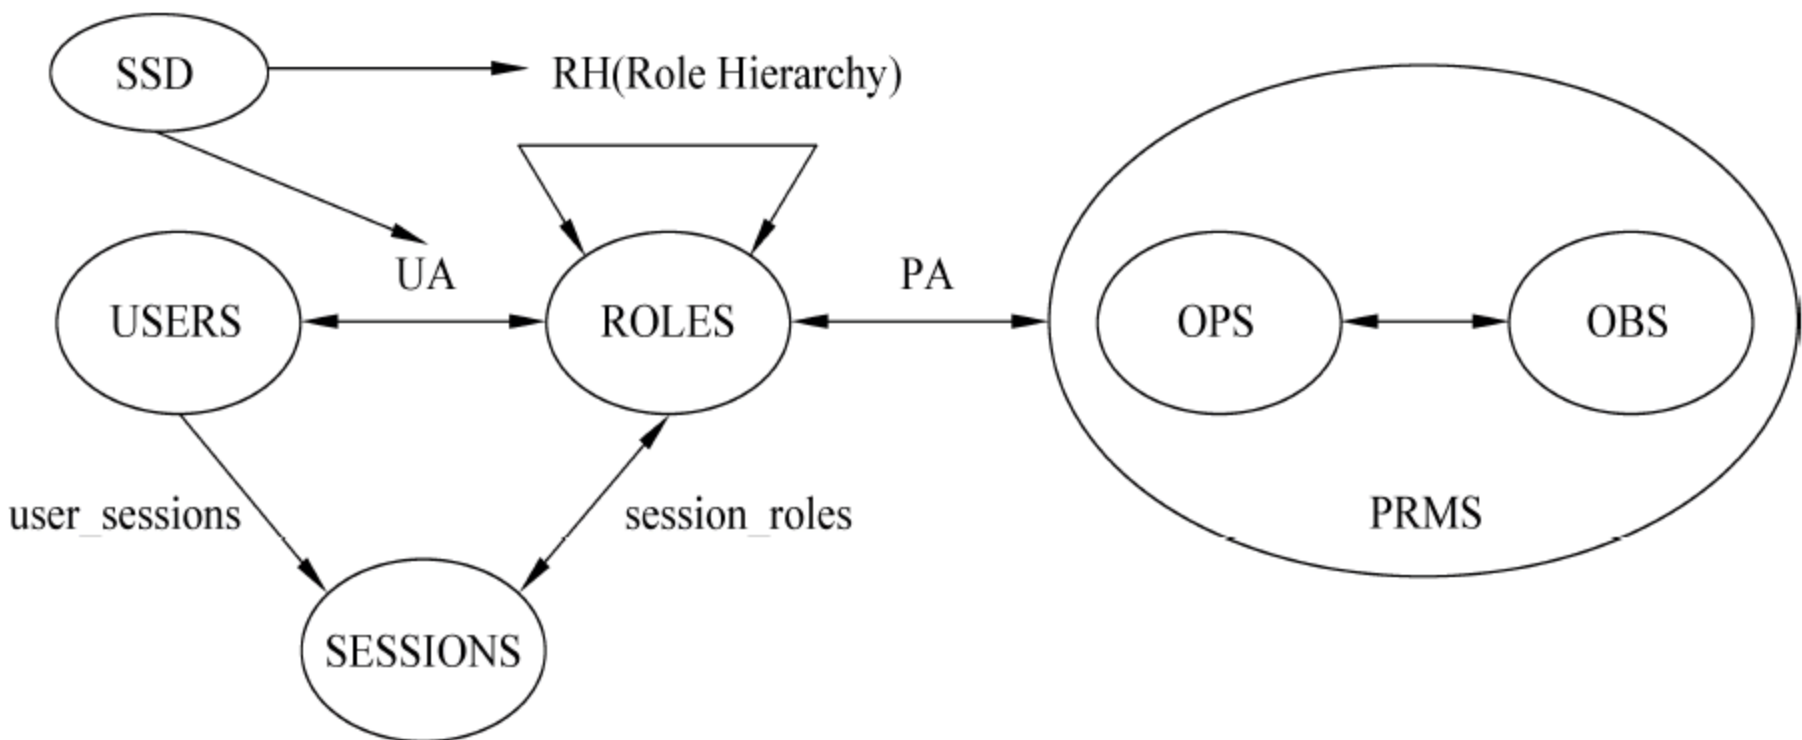 SSD
RH(Role Hierarchy)
UA
PA
USERS
ROLES
OPS
OBS
user_sessions
session_roles
PRMS
SESSIONS